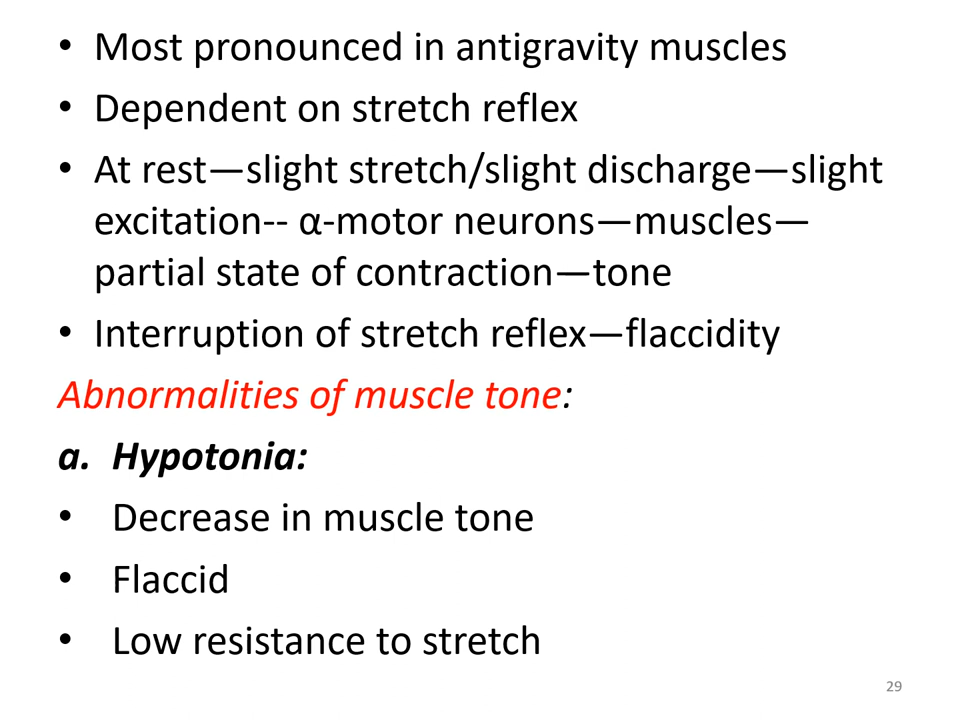 • Most pronounced in antigravity muscles
• Dependent on stretch reflex
• At rest—slight stretch/slight discharge—slight
excitation-- α-motor neurons—muscles—
partial state of contraction—tone
• Interruption of stretch reflex—flaccidity
Abnormalities of muscle tone:
a. Hypotonia:
• Decrease in muscle tone
• Flaccid
• Low resistance to stretch
29